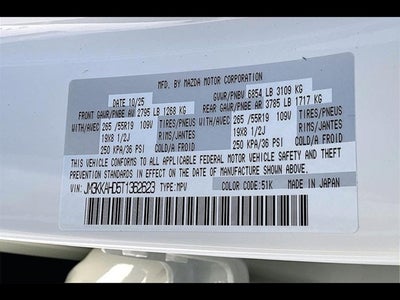 MFD. BY MAZDA MOTOR CORPORATION
DATE 10/25 GVWR/PNBV 6854 LB 3109 KG
FRONT GAWR/PNBE AV 2795 LB 1268 KG REAR GAWR/PNBE AR 3785 LB 1717 KG
WITH/AVEC 265/55R19 109V TIRES/PNEUS WITH/AVEC 265/55R19 109V TIRES/PNEUS
19X8 1/2J RIMS/JANTES 19X8 1/2J RIMS/JANTES
250 KPA/36 PSI COLD/A FROID 250 KPA/36 PSI COLD/A FROID
THIS VEHICLE CONFORMS TO ALL APPLICABLE FEDERAL MOTOR VEHICLE SAFETY AND THEFT
PREVENTION STANDARDS IN EFFECT ON THE DATE OF MANUFACTURE SHOWN ABOVE.
VIN: JM3KKAHD5T1362623 TYPE: MPV COLOR CODE: 51K MADE IN JAPAN